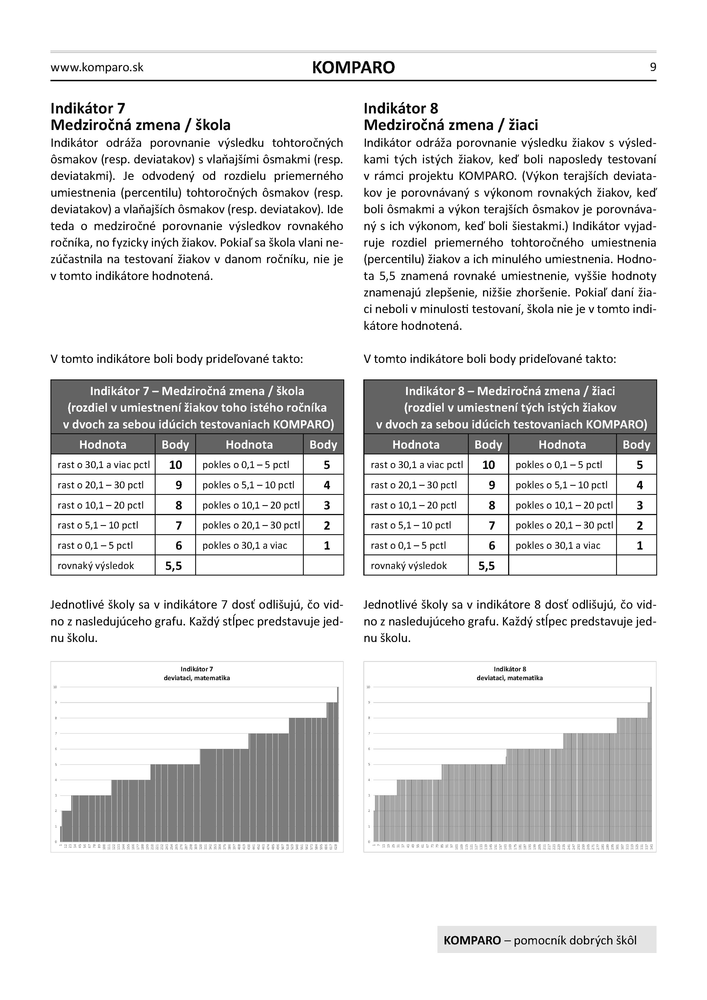 www.komparo.sk
KOMPARO
9
Indikátor 7
Medziročná zmena / škola
Indikátor odráža porovnanie výsledku tohtoročných
ôsmakov (resp. deviatakov) s vlaňajšími ôsmakmi (resp.
deviatakmi). Je odvodený od rozdielu priemerného
umiestnenia (percentilu) tohtoročných ôsmakov (resp.
deviatakov) a vlaňajších ôsmakov (resp. deviatakov). Ide
teda o medziročné porovnanie výsledkov rovnakého
ročníka, no fyzicky iných žiakov. Pokiaľ sa škola vlani ne-
zúčastnila na testovaní žiakov v danom ročníku, nie je
v tomto indikátore hodnotená.
V tomto indikátore boli body prideľované takto:
Indikátor 7 – Medziročná zmena / škola
(rozdiel v umiestnení žiakov toho istého ročníka
v dvoch za sebou idúcich testovaniach KOMPARO)
Hodnota Body Hodnota Body
rast o 30,1 a viac pctl 10 pokles o 0,1 – 5 pctl 5
rast o 20,1 – 30 pctl 9 pokles o 5,1 – 10 pctl 4
rast o 10,1 – 20 pctl 8 pokles o 10,1 – 20 pctl 3
rast o 5,1 – 10 pctl 7 pokles o 20,1 – 30 pctl 2
rast o 0,1 – 5 pctl 6 pokles o 30,1 a viac 1
rovnaký výsledok 5,5
Jednotlivé školy sa v indikátore 7 dosť odlišujú, čo vid-
no z nasledujúceho grafu. Každý stĺpec predstavuje jed-
nu školu.
Indikátor 7
deviataci, matematika
10
9
8
7
6
5
4
3
2
1
0
1 12 23 34 45 56 67 78 89 100 111 122 133 144 155 166 177 188 199 210 221 232 243 254 265 276 287 298 309 320 331 342 353 364 375 386 397 408 419 430 441 452 463 474 485 496 507 518 529 540 551 562 573 584 595 606 617 628
Indikátor 8
Medziročná zmena / žiaci
Indikátor odráža porovnanie výsledku žiakov s výsled-
kami tých istých žiakov, keď boli naposledy testovaní
v rámci projektu KOMPARO. (Výkon terajších deviata-
kov je porovnávaný s výkonom rovnakých žiakov, keď
boli ôsmakmi a výkon terajších ôsmakov je porovnáva-
ný s ich výkonom, keď boli šiestakmi.) Indikátor vyjad-
ruje rozdiel priemerného tohtoročného umiestnenia
(percentilu) žiakov a ich minulého umiestnenia. Hodno-
ta 5,5 znamená rovnaké umiestnenie, vyššie hodnoty
znamenajú zlepšenie, nižšie zhoršenie. Pokiaľ daní žia-
ci neboli v minulosti testovaní, škola nie je v tomto indi-
kátore hodnotená.
V tomto indikátore boli body prideľované takto:
Indikátor 8 – Medziročná zmena / žiaci
(rozdiel v umiestnení tých istých žiakov
v dvoch za sebou idúcich testovaniach KOMPARO)
Hodnota Body Hodnota Body
rast o 30,1 a viac pctl 10 pokles o 0,1 – 5 pctl 5
rast o 20,1 – 30 pctl 9 pokles o 5,1 – 10 pctl 4
rast o 10,1 – 20 pctl 8 pokles o 10,1 – 20 pctl 3
rast o 5,1 – 10 pctl 7 pokles o 20,1 – 30 pctl 2
rast o 0,1 – 5 pctl 6 pokles o 30,1 a viac 1
rovnaký výsledok 5,5
Jednotlivé školy sa v indikátore 8 dosť odlišujú, čo vid-
no z nasledujúceho grafu. Každý stĺpec predstavuje jed-
nu školu.
Indikátor 8
deviataci, matematika
10
9
8
7
6
5
4
3
2
1
0
1 7 13 19 25 31 37 43 49 55 61 67 73 79 85 91 97 103 109 115 121 127 133 139 145 151 157 163 169 175 181 187 193 199 205 211 217 223 229 235 241 247 253 259 265 271 277 283 289 295 301 307 313 319 325 331 337 343
KOMPARO – pomocník dobrých škôl